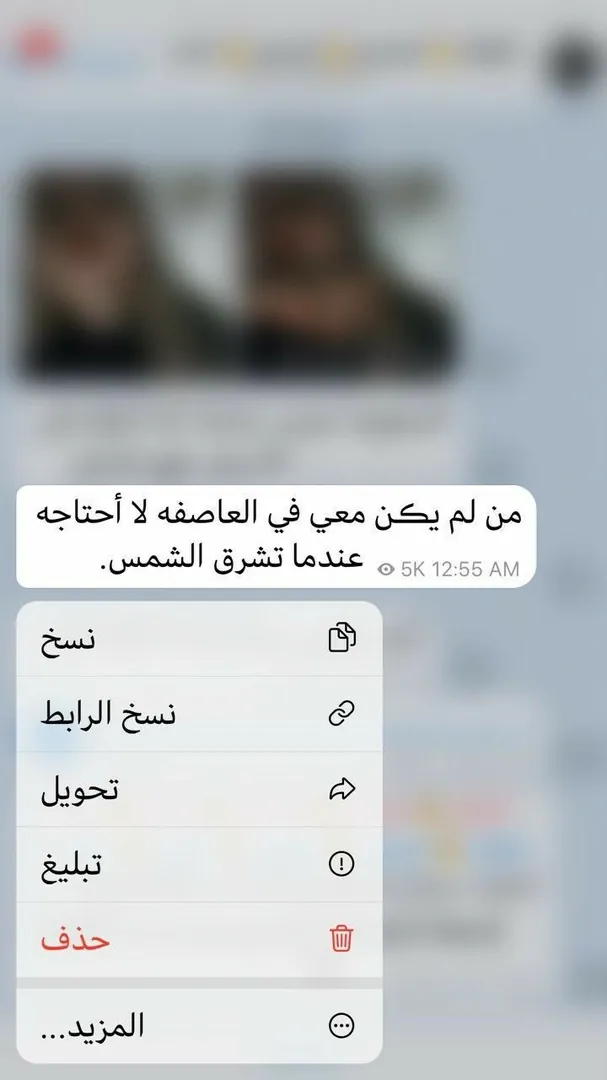 من لم يكن معي في العاصفه لا أحتاجه
عندما تشرق الشمس.
5K 12:55 AM
نسخ
نسخ الرابط
تحويل
تبليغ
حذف
المزيد...